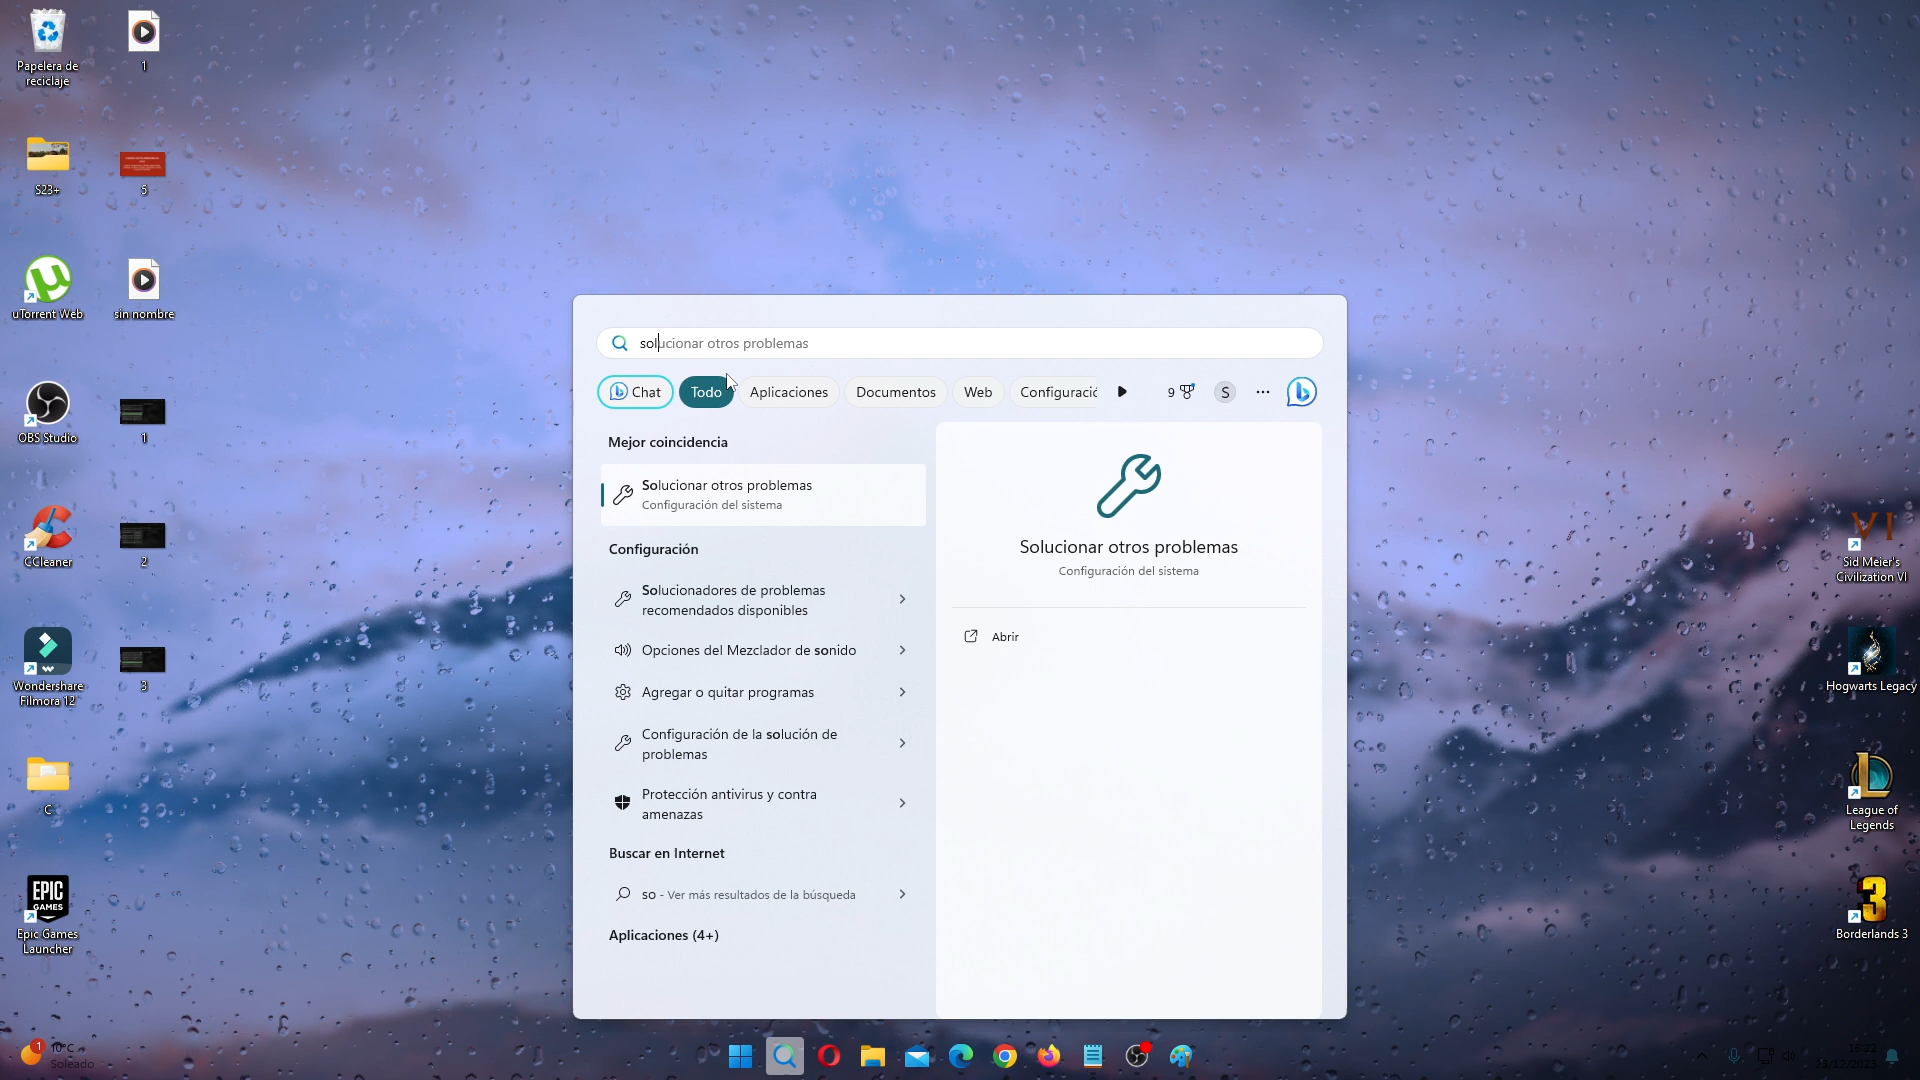 Papelera de
reciclaje
1
S23+
5
uTorrent Web
sin nombre
OBS Studio
1
CCleaner
2
Wondershare
Filmora 12
3
C
EPIC
GAMES
Epic Games
Launcher
solucionar otros problemas
Chat
Todo
Aplicaciones
Documentos
Web
Configuració
9
S
Mejor coincidencia
Solucionar otros problemas
Configuración del sistema
Configuración
Solucionadores de problemas
recomendados disponibles
Opciones del Mezclador de sonido
Agregar o quitar programas
Configuración de la solución de
problemas
Protección antivirus y contra
amenazas
Buscar en Internet
so - Ver más resultados de la búsqueda
Aplicaciones (4+)
Solucionar otros problemas
Configuración del sistema
Abrir
VI
Sid Meier's
Civilization VI
Hogwarts Legacy
L
League of
Legends
3
Borderlands 3
1
10°C
Soleado